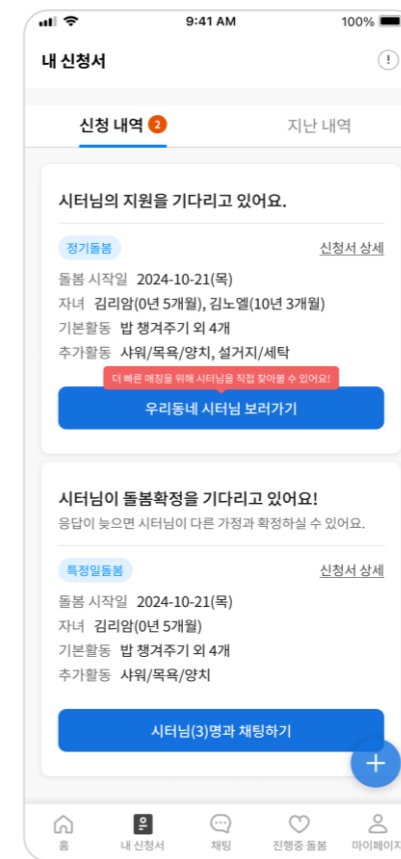 9:41 AM 100%
내 신청서
신청 내역 2 지난 내역
시터님의 지원을 기다리고 있어요.
정기돌봄 신청서 상세
돌봄 시작일 2024-10-21(목)
자녀 김리암(0년 5개월), 김노엘(10년 3개월)
기본활동 밥 챙겨주기 외 4개
추가활동 샤워/목욕/양치, 설거지/세탁
더 빠른 매칭을 위해 시터님을 직접 찾아볼 수 있어요!
우리동네 시터님 보러가기
시터님이 돌봄확정을 기다리고 있어요!
응답이 늦으면 시터님이 다른 가정과 확정하실 수 있어요.
특정일돌봄 신청서 상세
돌봄 시작일 2024-10-21(목)
자녀 김리암(0년 5개월)
기본활동 밥 챙겨주기 외 4개
추가활동 샤워/목욕/양치
시터님(3)명과 채팅하기
홈 내 신청서 채팅 진행중 돌봄 마이페이지